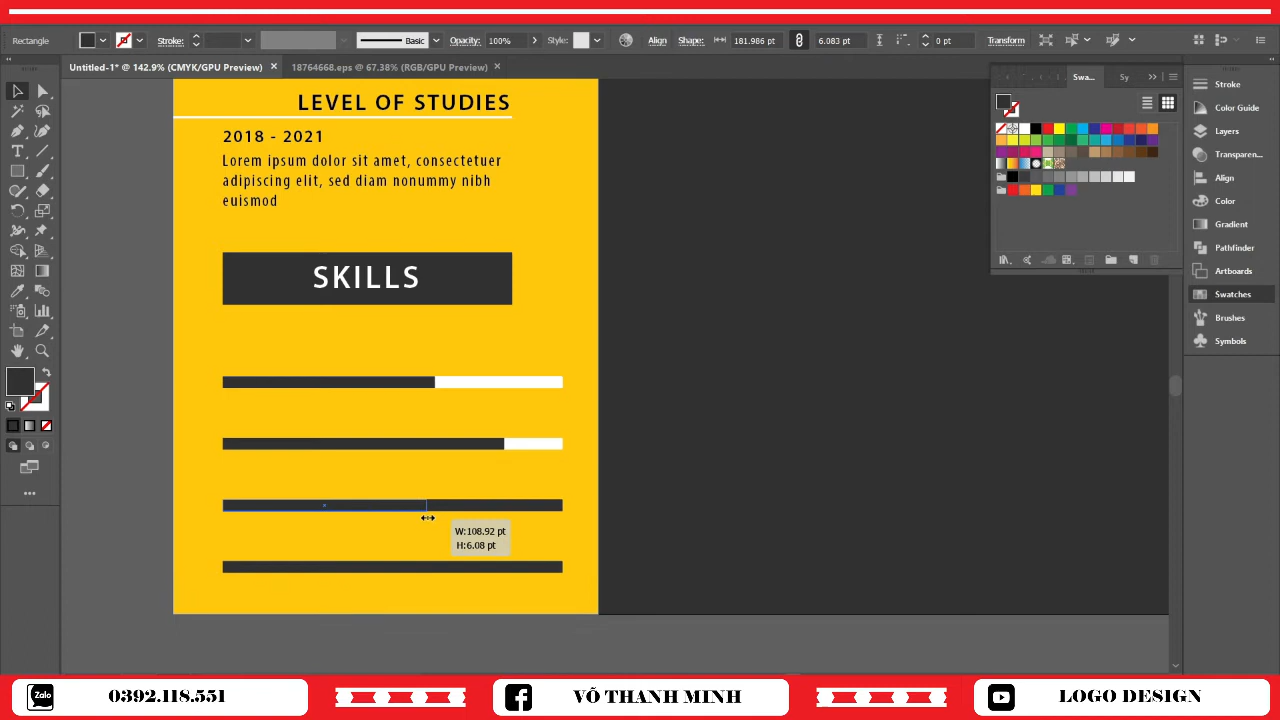 Rectangle
Stroke:
Basic
Opacity:
100%
Style:
Align
Shape:
181.986 pt
6.083 pt
0 pt
Transform
Untitled-1* @ 142.9% (CMYK/GPU Preview)
18764668.eps @ 67.38% (RGB/GPU Preview)
LEVEL OF STUDIES
2018 - 2021
Lorem ipsum dolor sit amet, consectetuer
adipiscing elit, sed diam nonummy nibh
euismod
SKILLS
W:108.92 pt
H:6.08 pt
Swa...
Sy
Stroke
Color Guide
Layers
Transparen...
Align
Color
Gradient
Pathfinder
Artboards
Swatches
Brushes
Symbols
Zalo
0392.118.551
VÕ THANH MINH
LOGO DESIGN